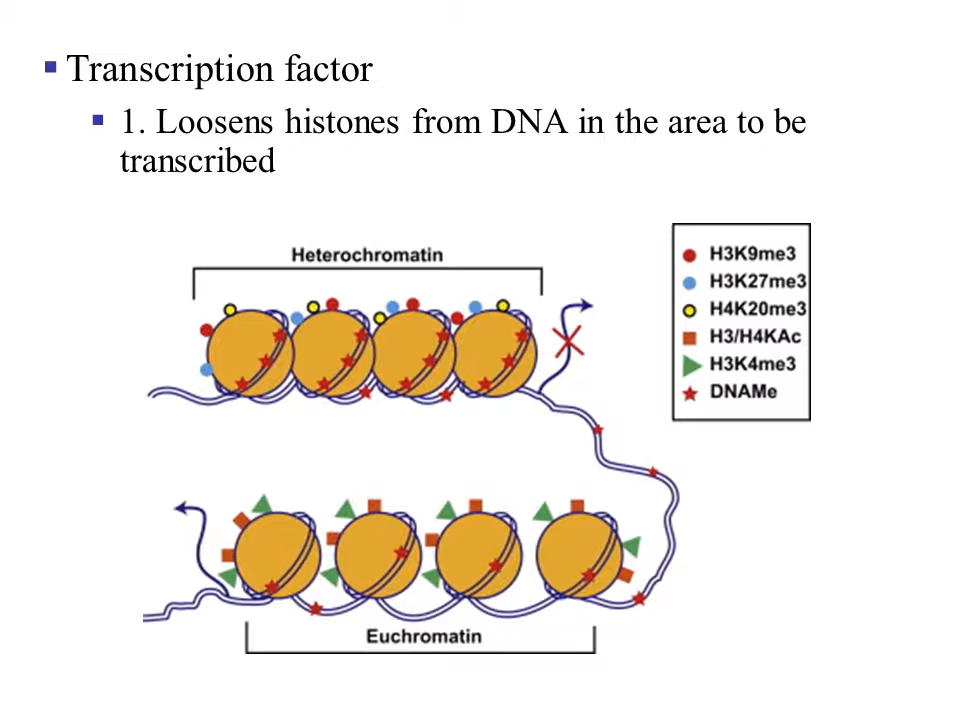 Transcription factor
1. Loosens histones from DNA in the area to be
transcribed
Heterochromatin
H3K9me3
H3K27me3
H4K20me3
H3/H4KAc
H3K4me3
DNAMe
Euchromatin